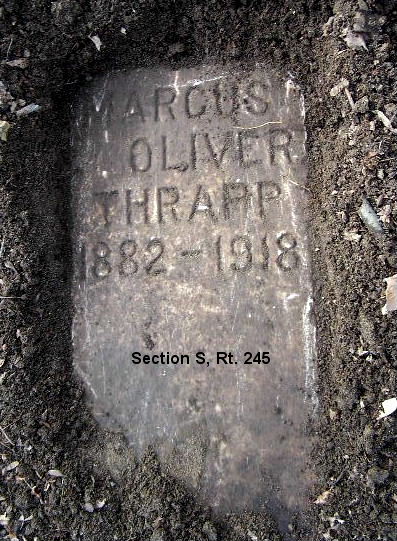 MARCUS
OLIVER
THRAPP
1882-1918
Section S, Rt. 245